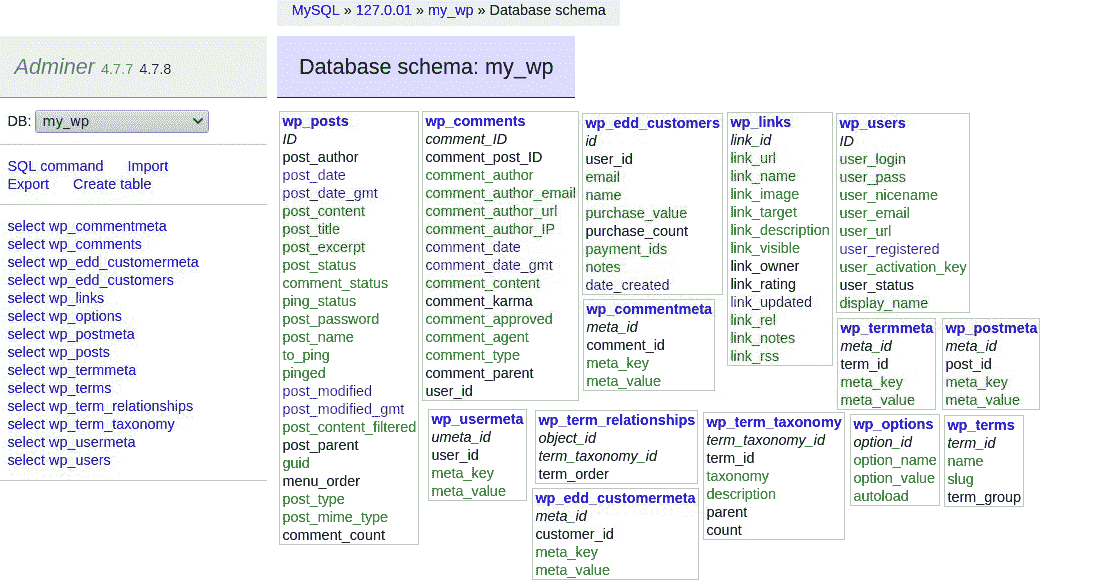 MySQL » 127.0.01 » my_wp » Database schema
Adminer 4.7.7 4.7.8
Database schema: my_wp
DB: my_wp
SQL command Import
Export Create table
select wp_commentmeta
select wp_comments
select wp_edd_customermeta
select wp_edd_customers
select wp_links
select wp_options
select wp_postmeta
select wp_posts
select wp_termmeta
select wp_terms
select wp_term_relationships
select wp_term_taxonomy
select wp_usermeta
select wp_users
wp_posts
ID
post_author
post_date
post_date_gmt
post_content
post_title
post_excerpt
post_status
comment_status
ping_status
post_password
post_name
to_ping
pinged
post_modified
post_modified_gmt
post_content_filtered
post_parent
guid
menu_order
post_type
post_mime_type
comment_count
wp_comments
comment_ID
comment_post_ID
comment_author
comment_author_email
comment_author_url
comment_author_IP
comment_date
comment_date_gmt
comment_content
comment_karma
comment_approved
comment_agent
comment_type
comment_parent
user_id
wp_edd_customers
id
user_id
email
name
purchase_value
purchase_count
payment_ids
notes
date_created
wp_links
link_id
link_url
link_name
link_image
link_target
link_description
link_visible
link_owner
link_rating
link_updated
link_rel
link_notes
link_rss
wp_users
ID
user_login
user_pass
user_nicename
user_email
user_url
user_registered
user_activation_key
user_status
display_name
wp_commentmeta
meta_id
comment_id
meta_key
meta_value
wp_termmeta
meta_id
term_id
meta_key
meta_value
wp_postmeta
meta_id
post_id
meta_key
meta_value
wp_usermeta
umeta_id
user_id
meta_key
meta_value
wp_term_relationships
object_id
term_taxonomy_id
term_order
wp_term_taxonomy
term_taxonomy_id
term_id
taxonomy
description
parent
count
wp_options
option_id
option_name
option_value
autoload
wp_terms
term_id
name
slug
term_group
wp_edd_customermeta
meta_id
customer_id
meta_key
meta_value